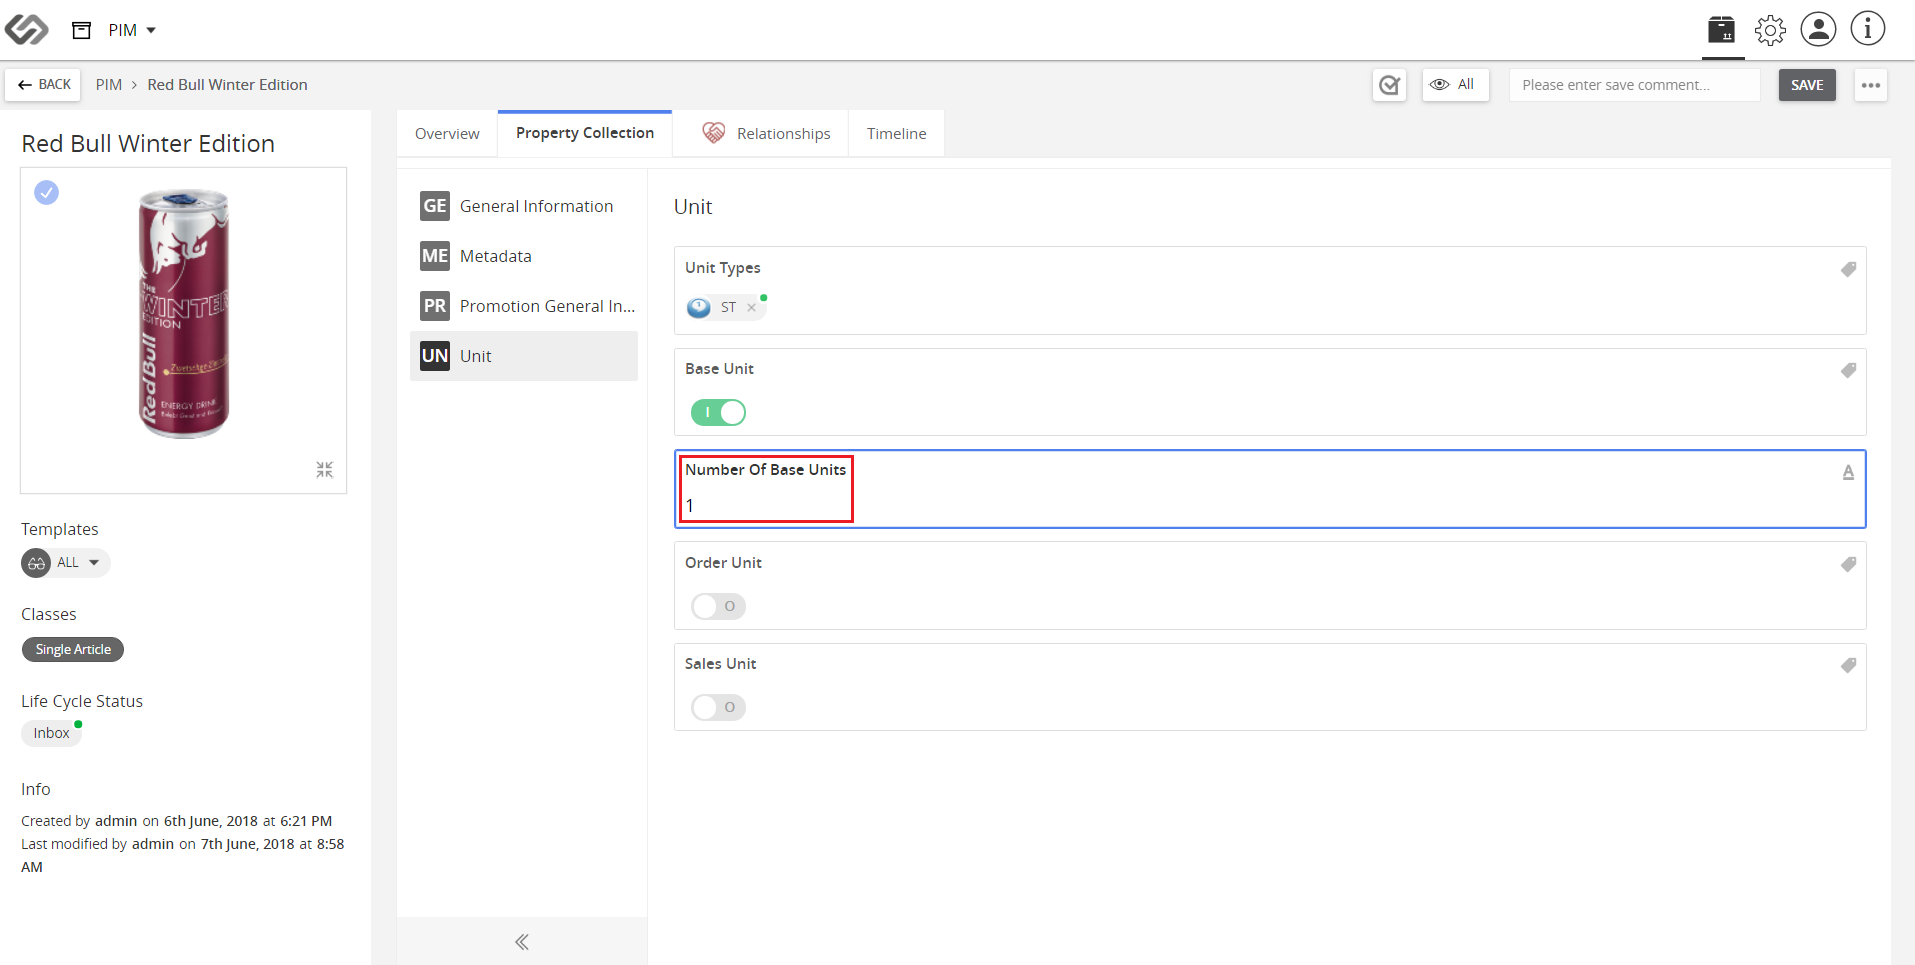 PIM
BACK
PIM > Red Bull Winter Edition
All
Please enter save comment...
SAVE
Red Bull Winter Edition
THE
WINTER
EDITION
Red Bull
ENERGY DRINK
Templates
ALL
Classes
Single Article
Life Cycle Status
Inbox
Info
Created by admin on 6th June, 2018 at 6:21 PM
Last modified by admin on 7th June, 2018 at 8:58
AM
Overview
Property Collection
Relationships
Timeline
GE General Information
ME Metadata
PR Promotion General In...
UN Unit
Unit
Unit Types
ST
Base Unit
Number Of Base Units
1
Order Unit
Sales Unit